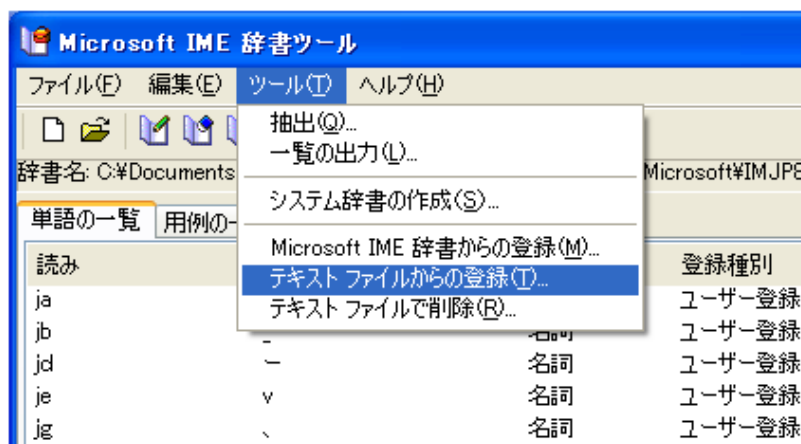 Microsoft IME 辞書ツール
ファイル(F) 編集(E) ツール(T) ヘルプ(H)
抽出(Q)...
一覧の出力(L)...
辞書名: C:¥Documents Microsoft¥IMJP8
システム辞書の作成(S)...
単語の一覧 用例の一
Microsoft IME 辞書からの登録(M)...
読み 登録種別
テキスト ファイルからの登録(T)...
ja ユーザー登録
テキスト ファイルで削除(R)...
jb _ 名詞 ユーザー登録
jd 名詞 ユーザー登録
je v 名詞 ユーザー登録
jg 、 名詞 ユーザー登録